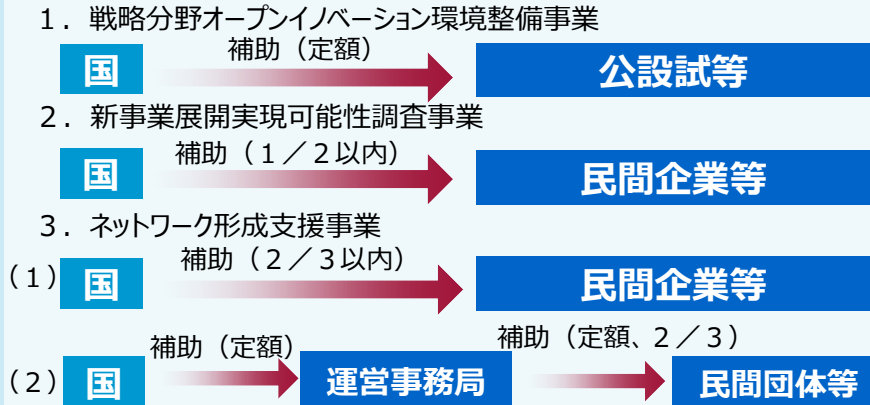 １．戦略分野オープンイノベーション環境整備事業
国 補助（定額） 公設試等
２．新事業展開実現可能性調査事業
国 補助（１／２以内） 民間企業等
３．ネットワーク形成支援事業
（１） 国 補助（２／３以内） 民間企業等
（２） 国 補助（定額） 運営事務局 補助（定額、２／３） 民間団体等